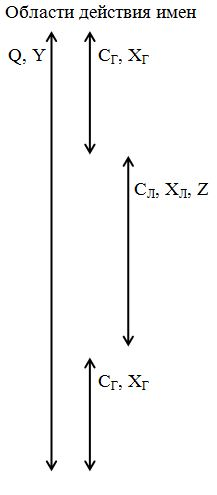 Области действия имен
Q, Y
CГ, XГ
CЛ, XЛ, Z
CГ, XГ